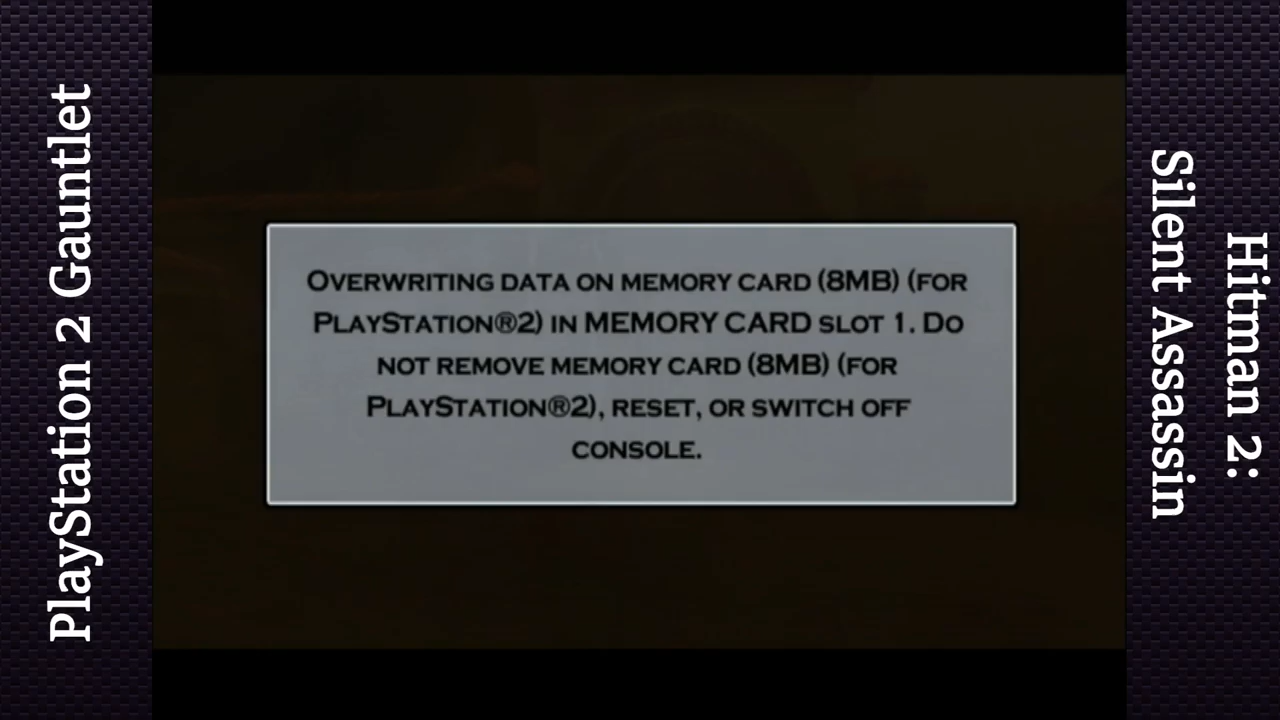 PlayStation 2 Gauntlet
Overwriting data on memory card (8MB) (for
PlayStation®2) in MEMORY CARD slot 1. Do
not remove memory card (8MB) (for
PlayStation®2), reset, or switch off
console.
Hitman 2:
Silent Assassin